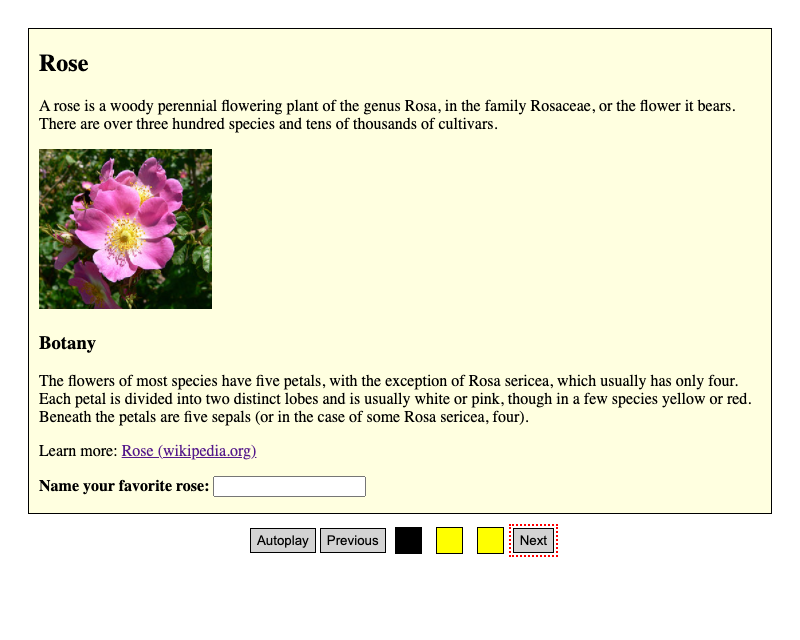 Rose
A rose is a woody perennial flowering plant of the genus Rosa, in the family Rosaceae, or the flower it bears.
There are over three hundred species and tens of thousands of cultivars.
Botany
The flowers of most species have five petals, with the exception of Rosa sericea, which usually has only four.
Each petal is divided into two distinct lobes and is usually white or pink, though in a few species yellow or red.
Beneath the petals are five sepals (or in the case of some Rosa sericea, four).
Learn more: Rose (wikipedia.org)
Name your favorite rose:
Autoplay Previous Next